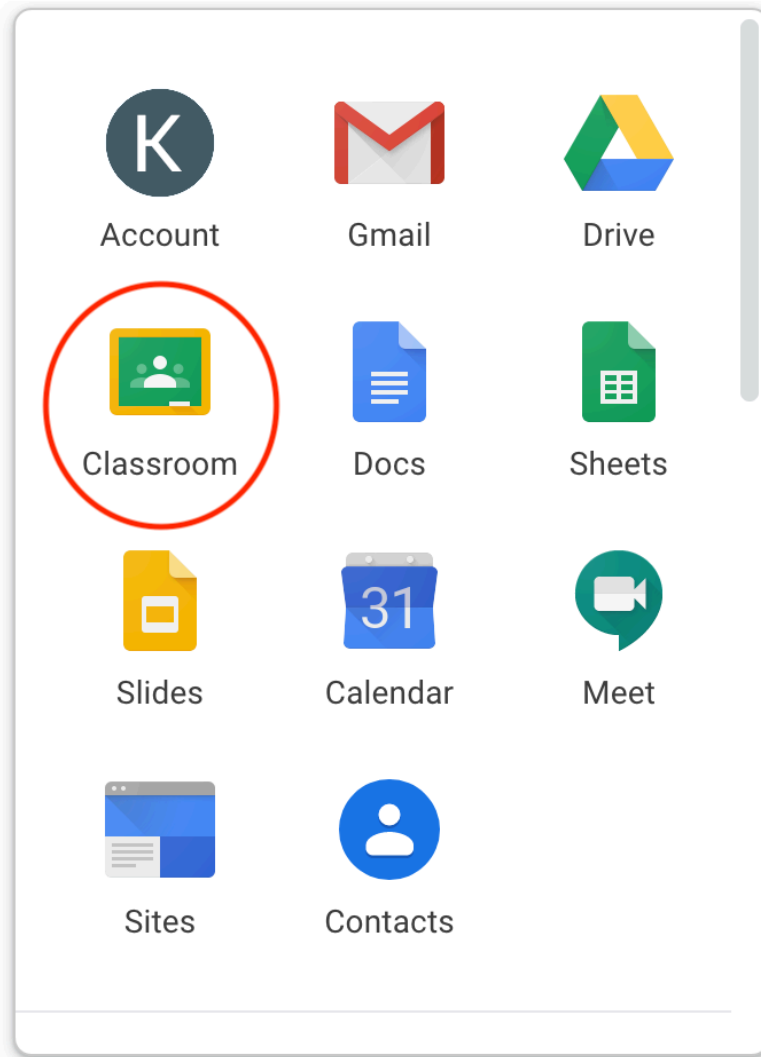 K
Account Gmail Drive
Classroom Docs Sheets
31
Slides Calendar Meet
Sites Contacts